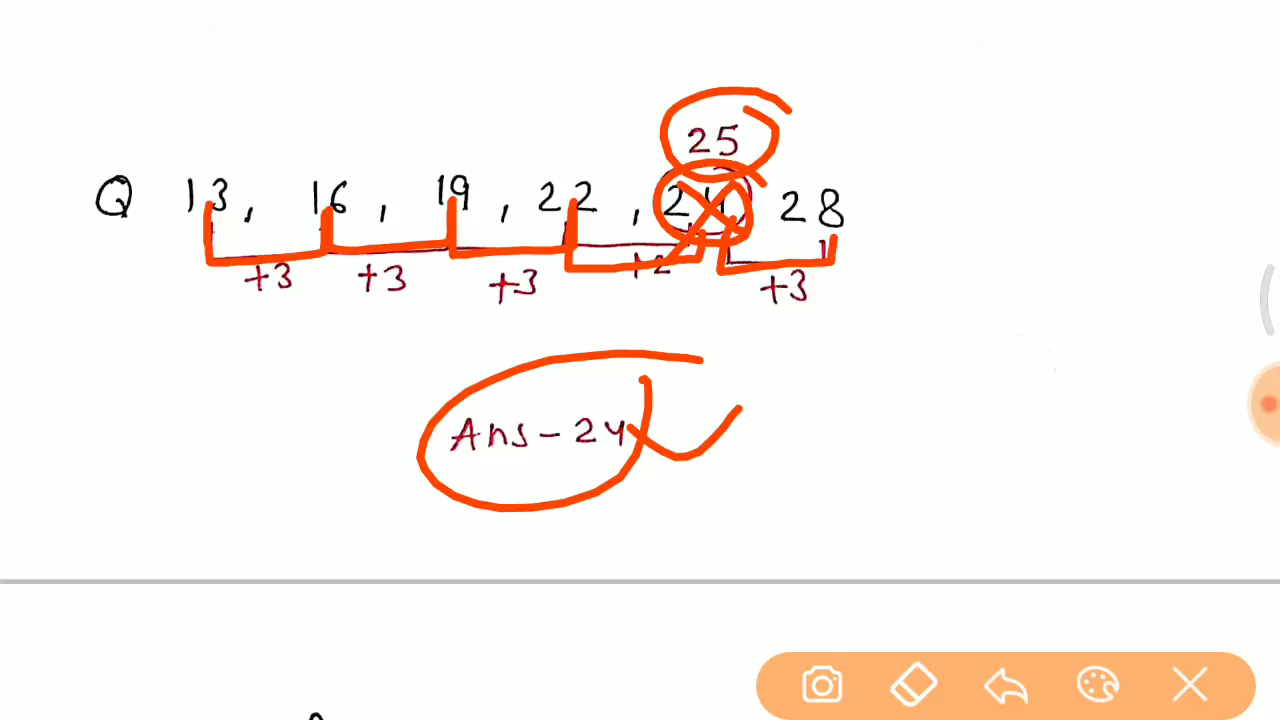 25
Q 13, 16, 19, 22, 24 28
+3 +3 +3 +2 +3
Ans-24